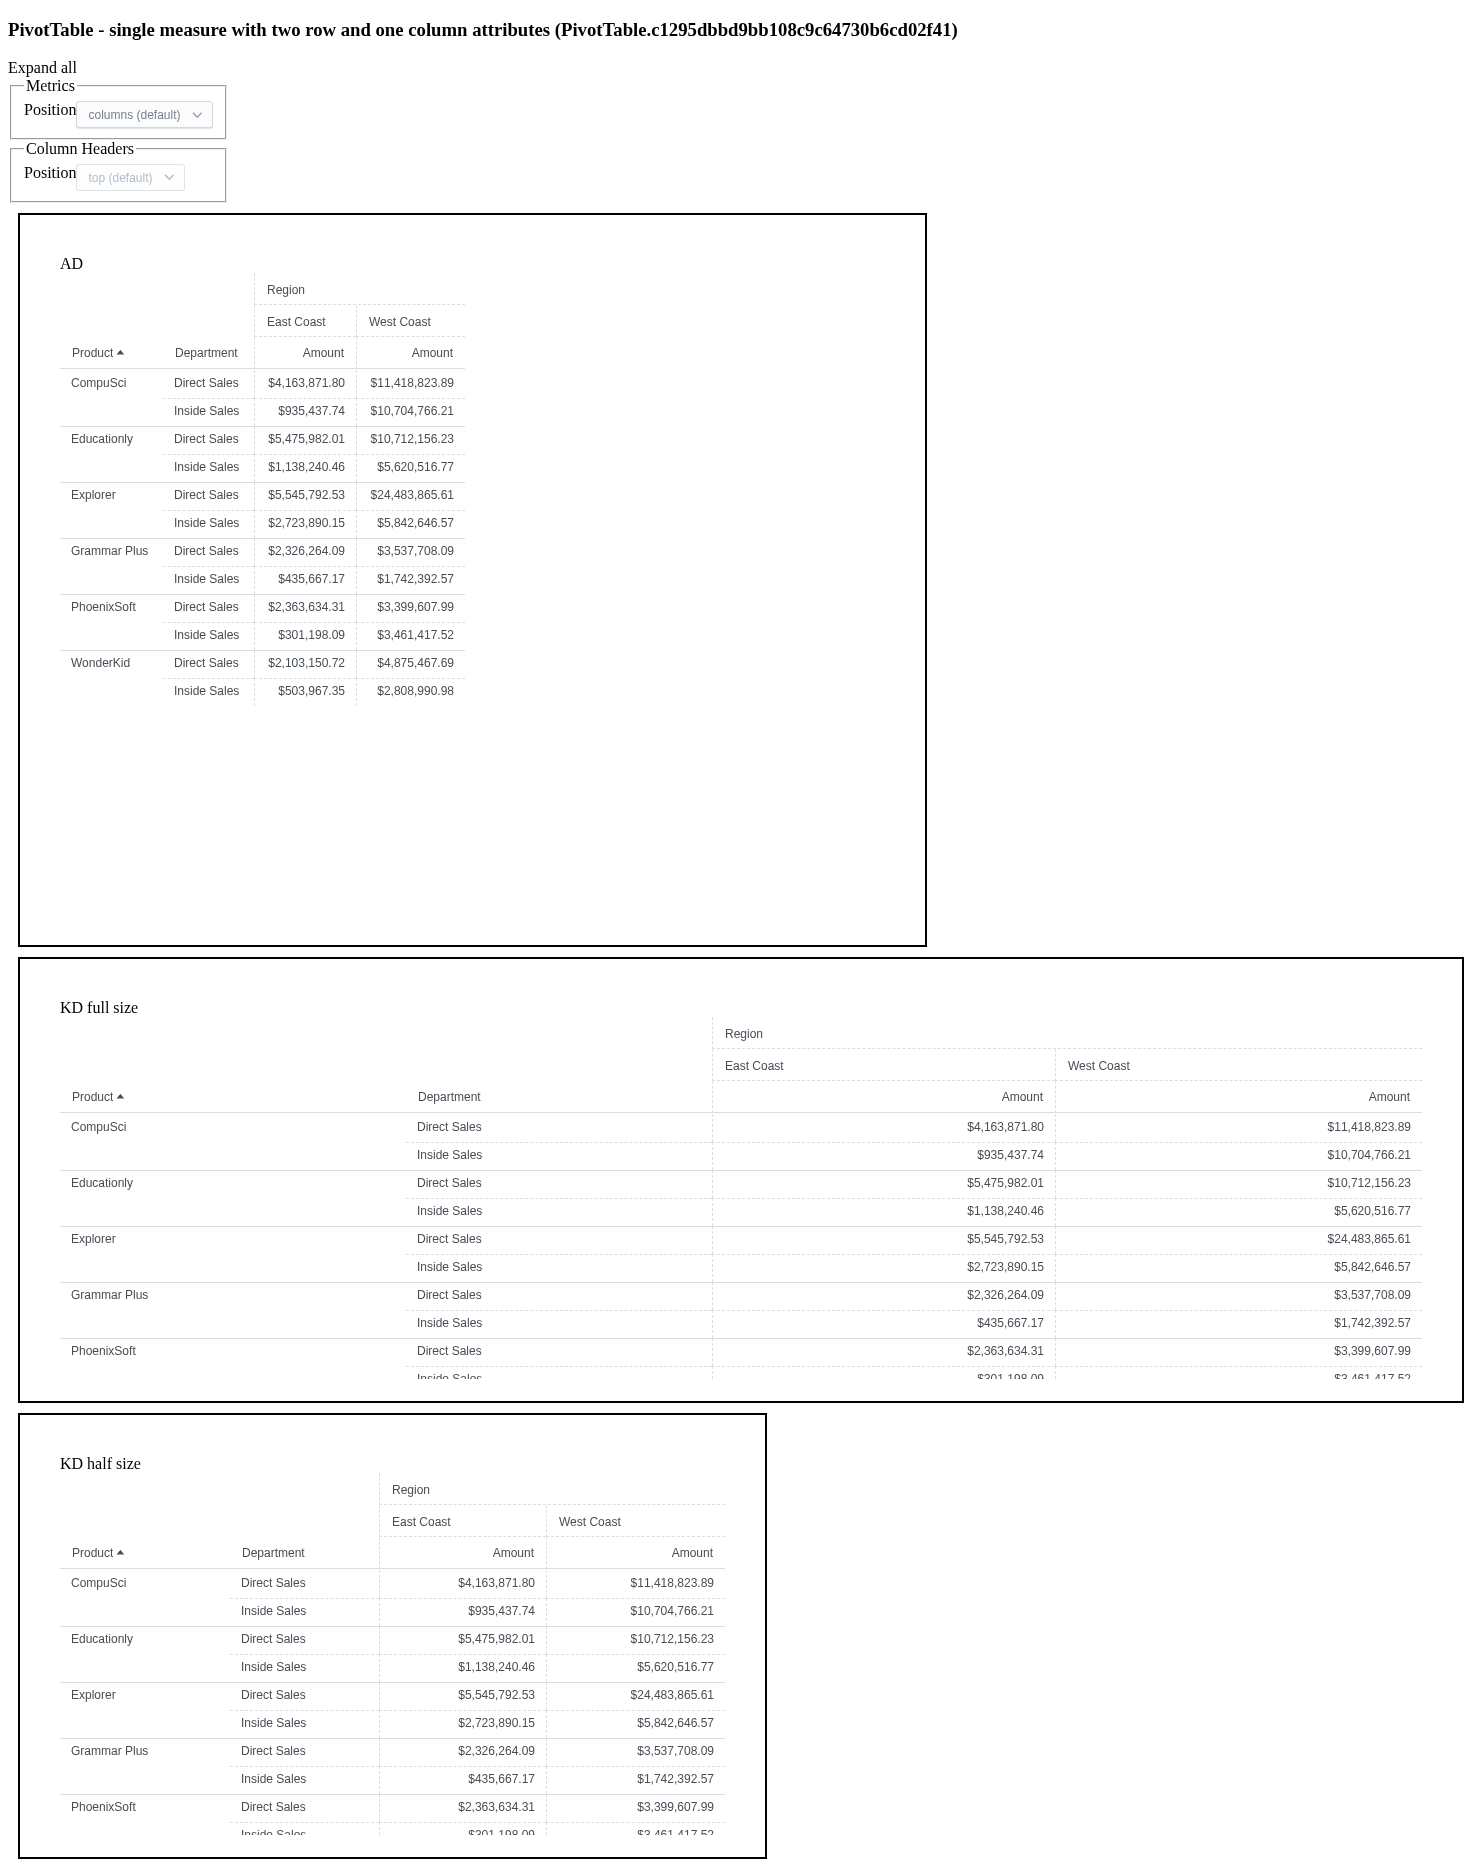 PivotTable - single measure with two row and one column attributes (PivotTable.c1295dbbd9bb108c9c64730b6cd02f41)
Expand all
Metrics
Position columns (default)
Column Headers
Position top (default)
AD
Region
East Coast West Coast
Product Department Amount Amount
CompuSci Direct Sales $4,163,871.80 $11,418,823.89
Inside Sales $935,437.74 $10,704,766.21
Educationly Direct Sales $5,475,982.01 $10,712,156.23
Inside Sales $1,138,240.46 $5,620,516.77
Explorer Direct Sales $5,545,792.53 $24,483,865.61
Inside Sales $2,723,890.15 $5,842,646.57
Grammar Plus Direct Sales $2,326,264.09 $3,537,708.09
Inside Sales $435,667.17 $1,742,392.57
PhoenixSoft Direct Sales $2,363,634.31 $3,399,607.99
Inside Sales $301,198.09 $3,461,417.52
WonderKid Direct Sales $2,103,150.72 $4,875,467.69
Inside Sales $503,967.35 $2,808,990.98
KD full size
Region
East Coast West Coast
Product Department Amount Amount
CompuSci Direct Sales $4,163,871.80 $11,418,823.89
Inside Sales $935,437.74 $10,704,766.21
Educationly Direct Sales $5,475,982.01 $10,712,156.23
Inside Sales $1,138,240.46 $5,620,516.77
Explorer Direct Sales $5,545,792.53 $24,483,865.61
Inside Sales $2,723,890.15 $5,842,646.57
Grammar Plus Direct Sales $2,326,264.09 $3,537,708.09
Inside Sales $435,667.17 $1,742,392.57
PhoenixSoft Direct Sales $2,363,634.31 $3,399,607.99
Inside Sales $301,198.09 $3,461,417.52
KD half size
Region
East Coast West Coast
Product Department Amount Amount
CompuSci Direct Sales $4,163,871.80 $11,418,823.89
Inside Sales $935,437.74 $10,704,766.21
Educationly Direct Sales $5,475,982.01 $10,712,156.23
Inside Sales $1,138,240.46 $5,620,516.77
Explorer Direct Sales $5,545,792.53 $24,483,865.61
Inside Sales $2,723,890.15 $5,842,646.57
Grammar Plus Direct Sales $2,326,264.09 $3,537,708.09
Inside Sales $435,667.17 $1,742,392.57
PhoenixSoft Direct Sales $2,363,634.31 $3,399,607.99
Inside Sales $301,198.09 $3,461,417.52